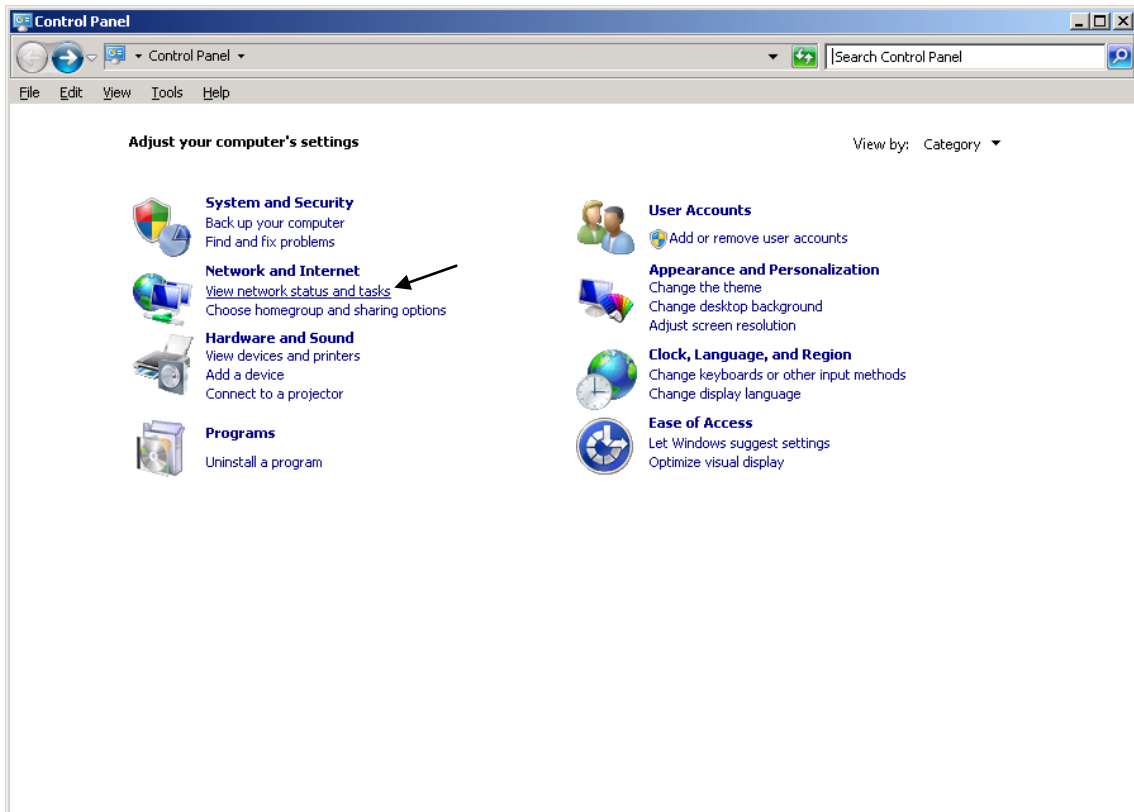 Control Panel
Control Panel
Search Control Panel
File Edit View Tools Help
Adjust your computer's settings
View by: Category
System and Security
Back up your computer
Find and fix problems
Network and Internet
View network status and tasks
Choose homegroup and sharing options
Hardware and Sound
View devices and printers
Add a device
Connect to a projector
Programs
Uninstall a program
User Accounts
Add or remove user accounts
Appearance and Personalization
Change the theme
Change desktop background
Adjust screen resolution
Clock, Language, and Region
Change keyboards or other input methods
Change display language
Ease of Access
Let Windows suggest settings
Optimize visual display